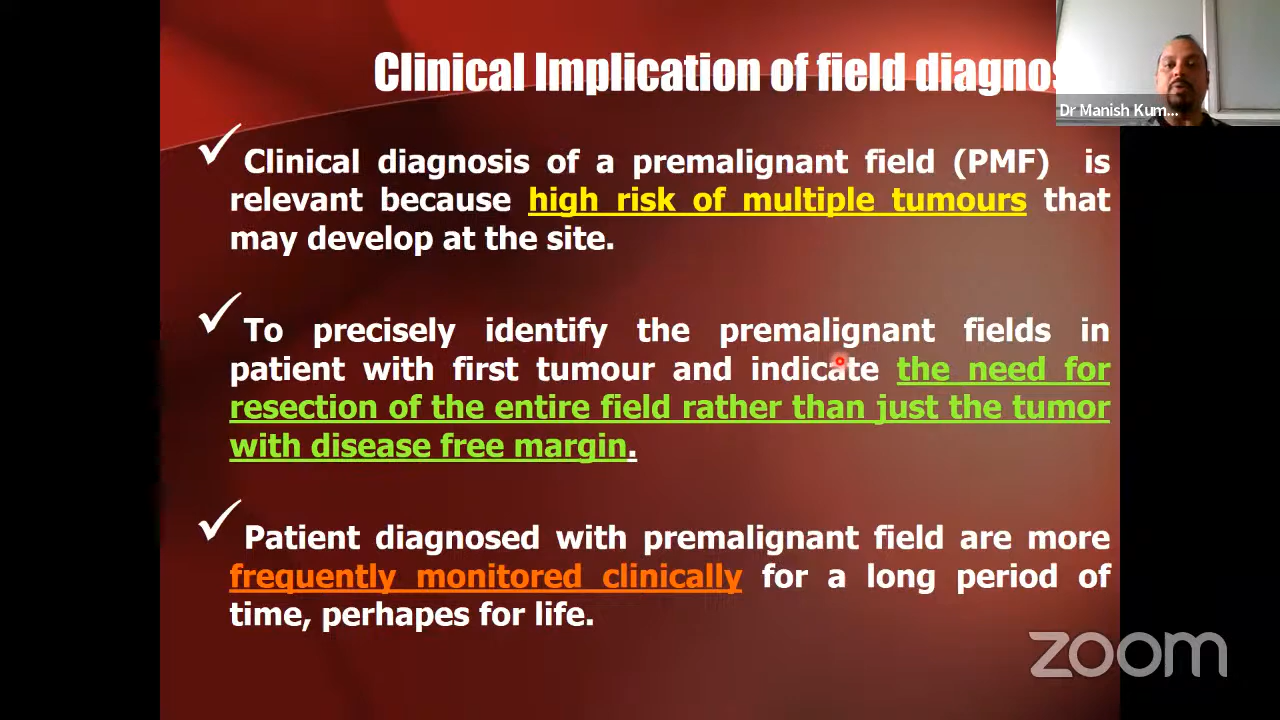 Clinical Implication of field diagnos
Dr Manish Kum...
✓Clinical diagnosis of a premalignant field (PMF) is
relevant because high risk of multiple tumours that
may develop at the site.
✓To precisely identify the premalignant fields in
patient with first tumour and indicate the need for
resection of the entire field rather than just the tumor
with disease free margin.
✓Patient diagnosed with premalignant field are more
frequently monitored clinically for a long period of
time, perhapes for life.
zoom